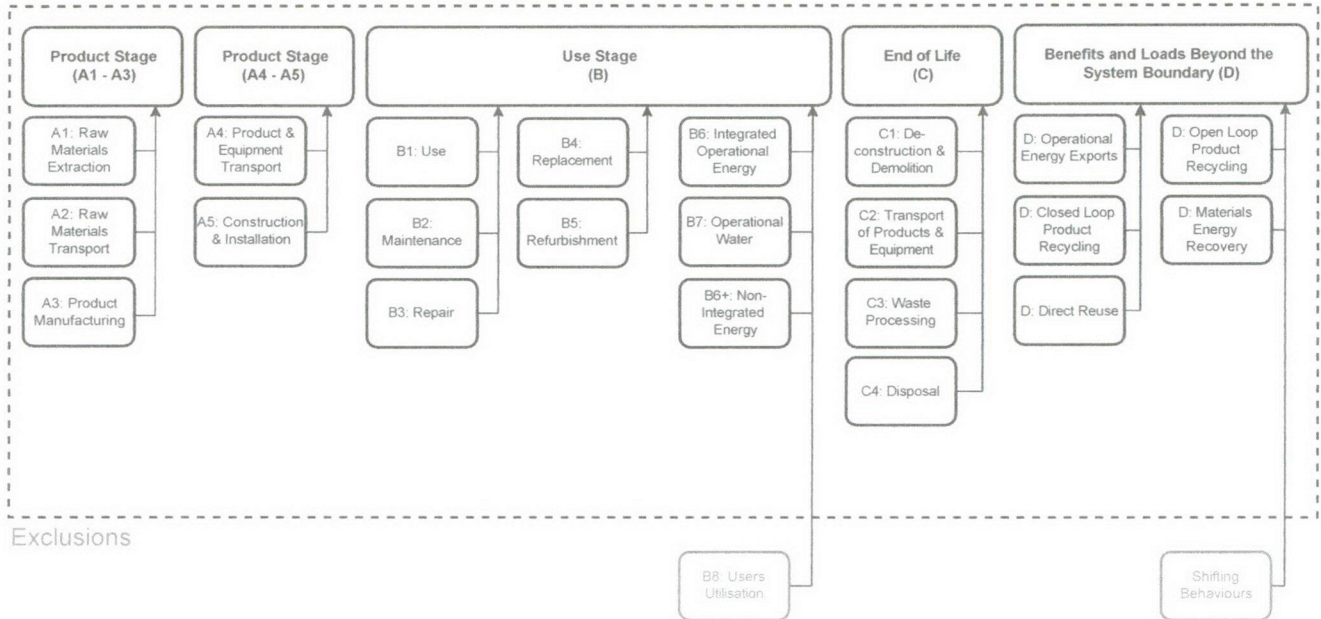 Product Stage
(A1 - A3)
Product Stage
(A4 - A5)
Use Stage
(B)
End of Life
(C)
Benefits and Loads Beyond the
System Boundary (D)
A1: Raw
Materials
Extraction
A2: Raw
Materials
Transport
A3: Product
Manufacturing
A4: Product &
Equipment
Transport
A5: Construction
& Installation
B1: Use
B2:
Maintenance
B3: Repair
B4:
Replacement
B5:
Refurbishment
B6: Integrated
Operational
Energy
B7: Operational
Water
B6+: Non-
Integrated
Energy
C1: De-
construction &
Demolition
C2: Transport
of Products &
Equipment
C3: Waste
Processing
C4: Disposal
D: Operational
Energy Exports
D: Closed Loop
Product
Recycling
D: Direct Reuse
D: Open Loop
Product
Recycling
D: Materials
Energy
Recovery
Exclusions
B8: Users
Utilisation
Shifting
Behaviours